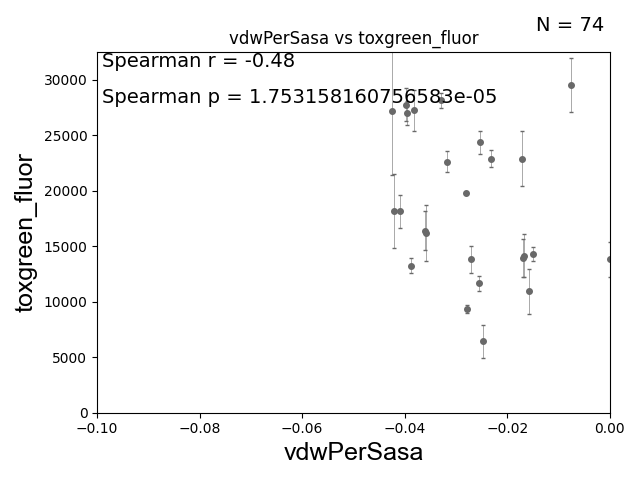 N = 74
vdwPerSasa vs toxgreen_fluor
Spearman r = -0.48
Spearman p = 1.753158160756583e-05
toxgreen_fluor
30000
25000
20000
15000
10000
5000
0
−0.10 −0.08 −0.06 −0.04 −0.02 0.00
vdwPerSasa